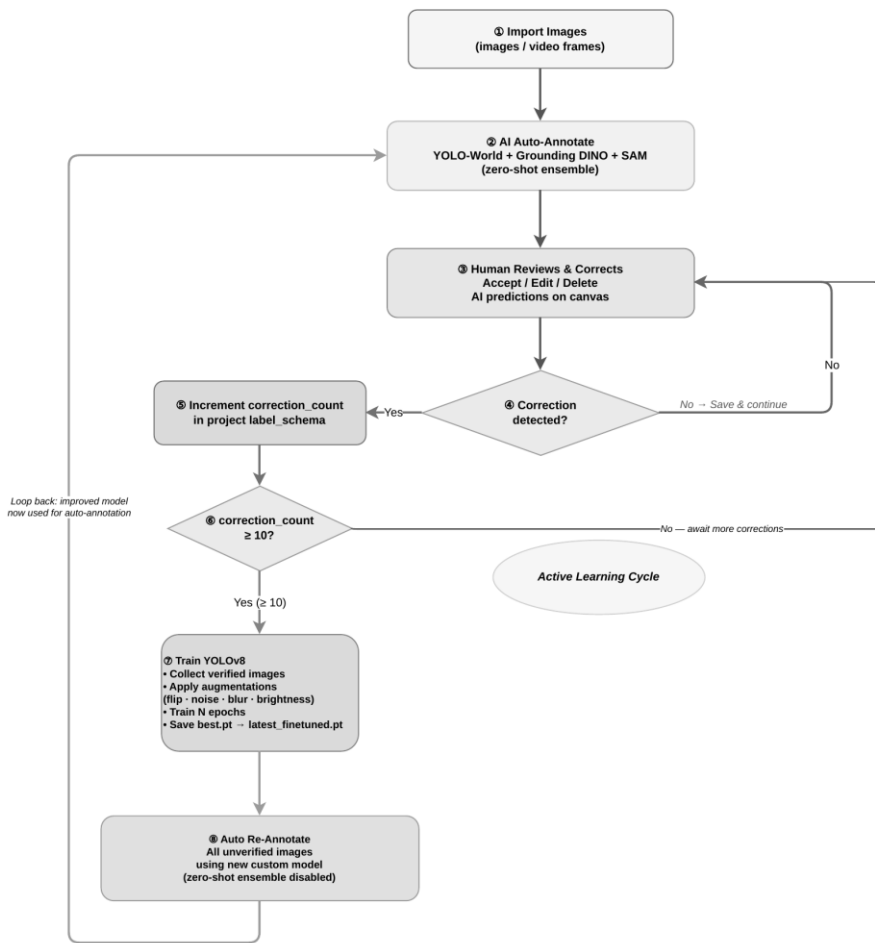 ① Import Images
(images / video frames)
② AI Auto-Annotate
YOLO-World + Grounding DINO + SAM
(zero-shot ensemble)
③ Human Reviews & Corrects
Accept / Edit / Delete
AI predictions on canvas
No
④ Correction
detected?
No → Save & continue
Yes
⑤ Increment correction_count
in project label_schema
Loop back: improved model
now used for auto-annotation
⑥ correction_count
≥ 10?
No — await more corrections
Active Learning Cycle
Yes (≥ 10)
⑦ Train YOLOv8
• Collect verified images
• Apply augmentations
(flip · noise · blur · brightness)
• Train N epochs
• Save best.pt → latest_finetuned.pt
⑧ Auto Re-Annotate
All unverified images
using new custom model
(zero-shot ensemble disabled)